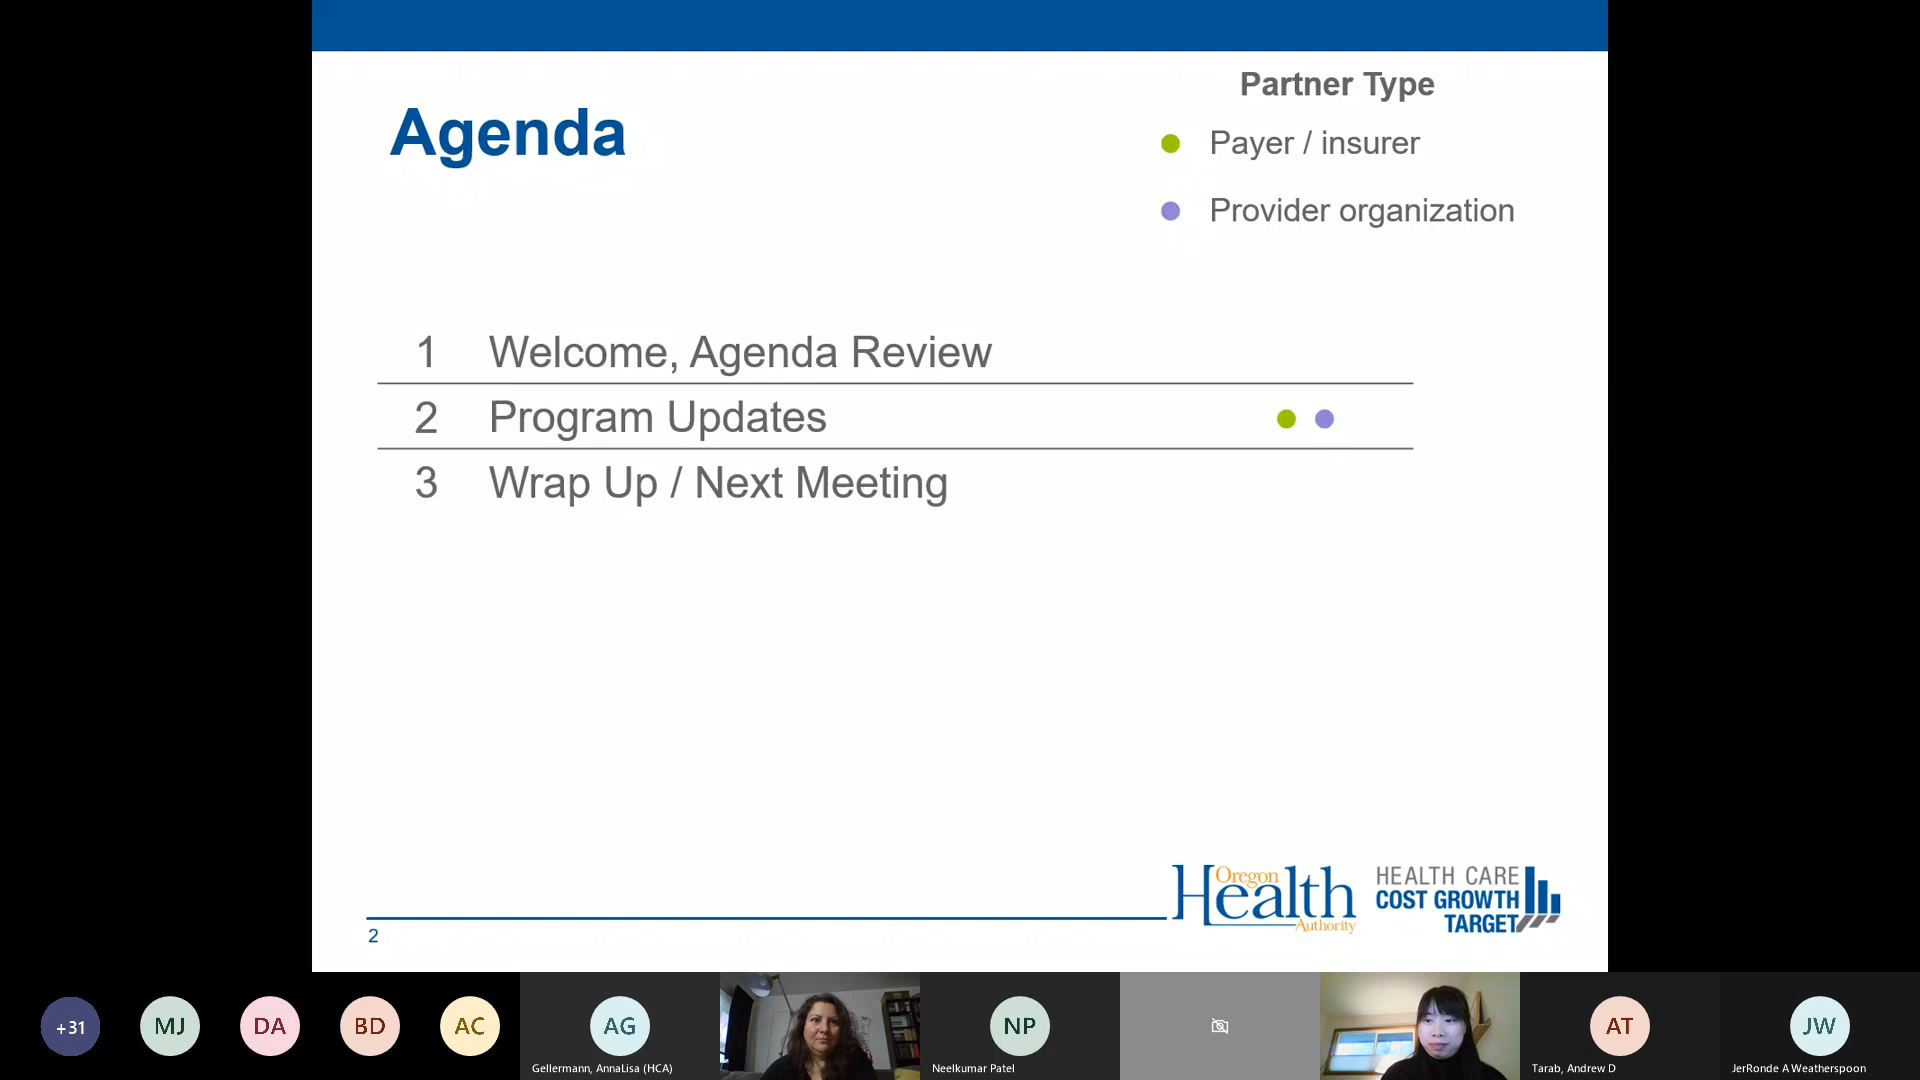 Partner Type
Agenda
Payer / insurer
Provider organization
1 Welcome, Agenda Review
2 Program Updates
3 Wrap Up / Next Meeting
Oregon
Health
Authority
HEALTH CARE
COST GROWTH
TARGET
2
+31
MJ
DA
BD
AC
AG
Gellermann, AnnaLisa (HCA)
NP
Neelkumar Patel
AT
Tarab, Andrew D
JW
JerRonde A Weatherspoon